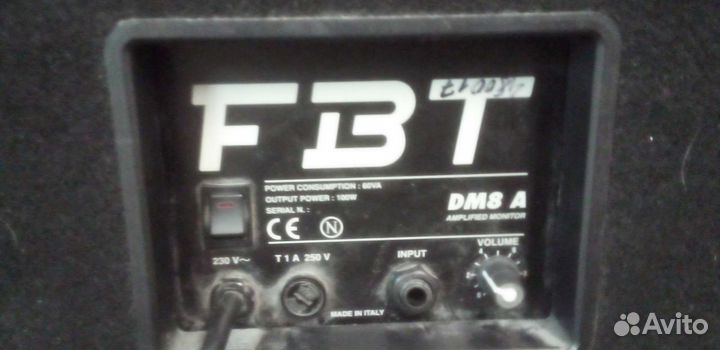 FBT
POWER CONSUMPTION : 60VA
OUTPUT POWER : 100W
SERIAL N. :
DM8 A
AMPLIFIED MONITOR
CE N
230 V~ T 1 A 250 V INPUT VOLUME
MADE IN ITALY
Avito